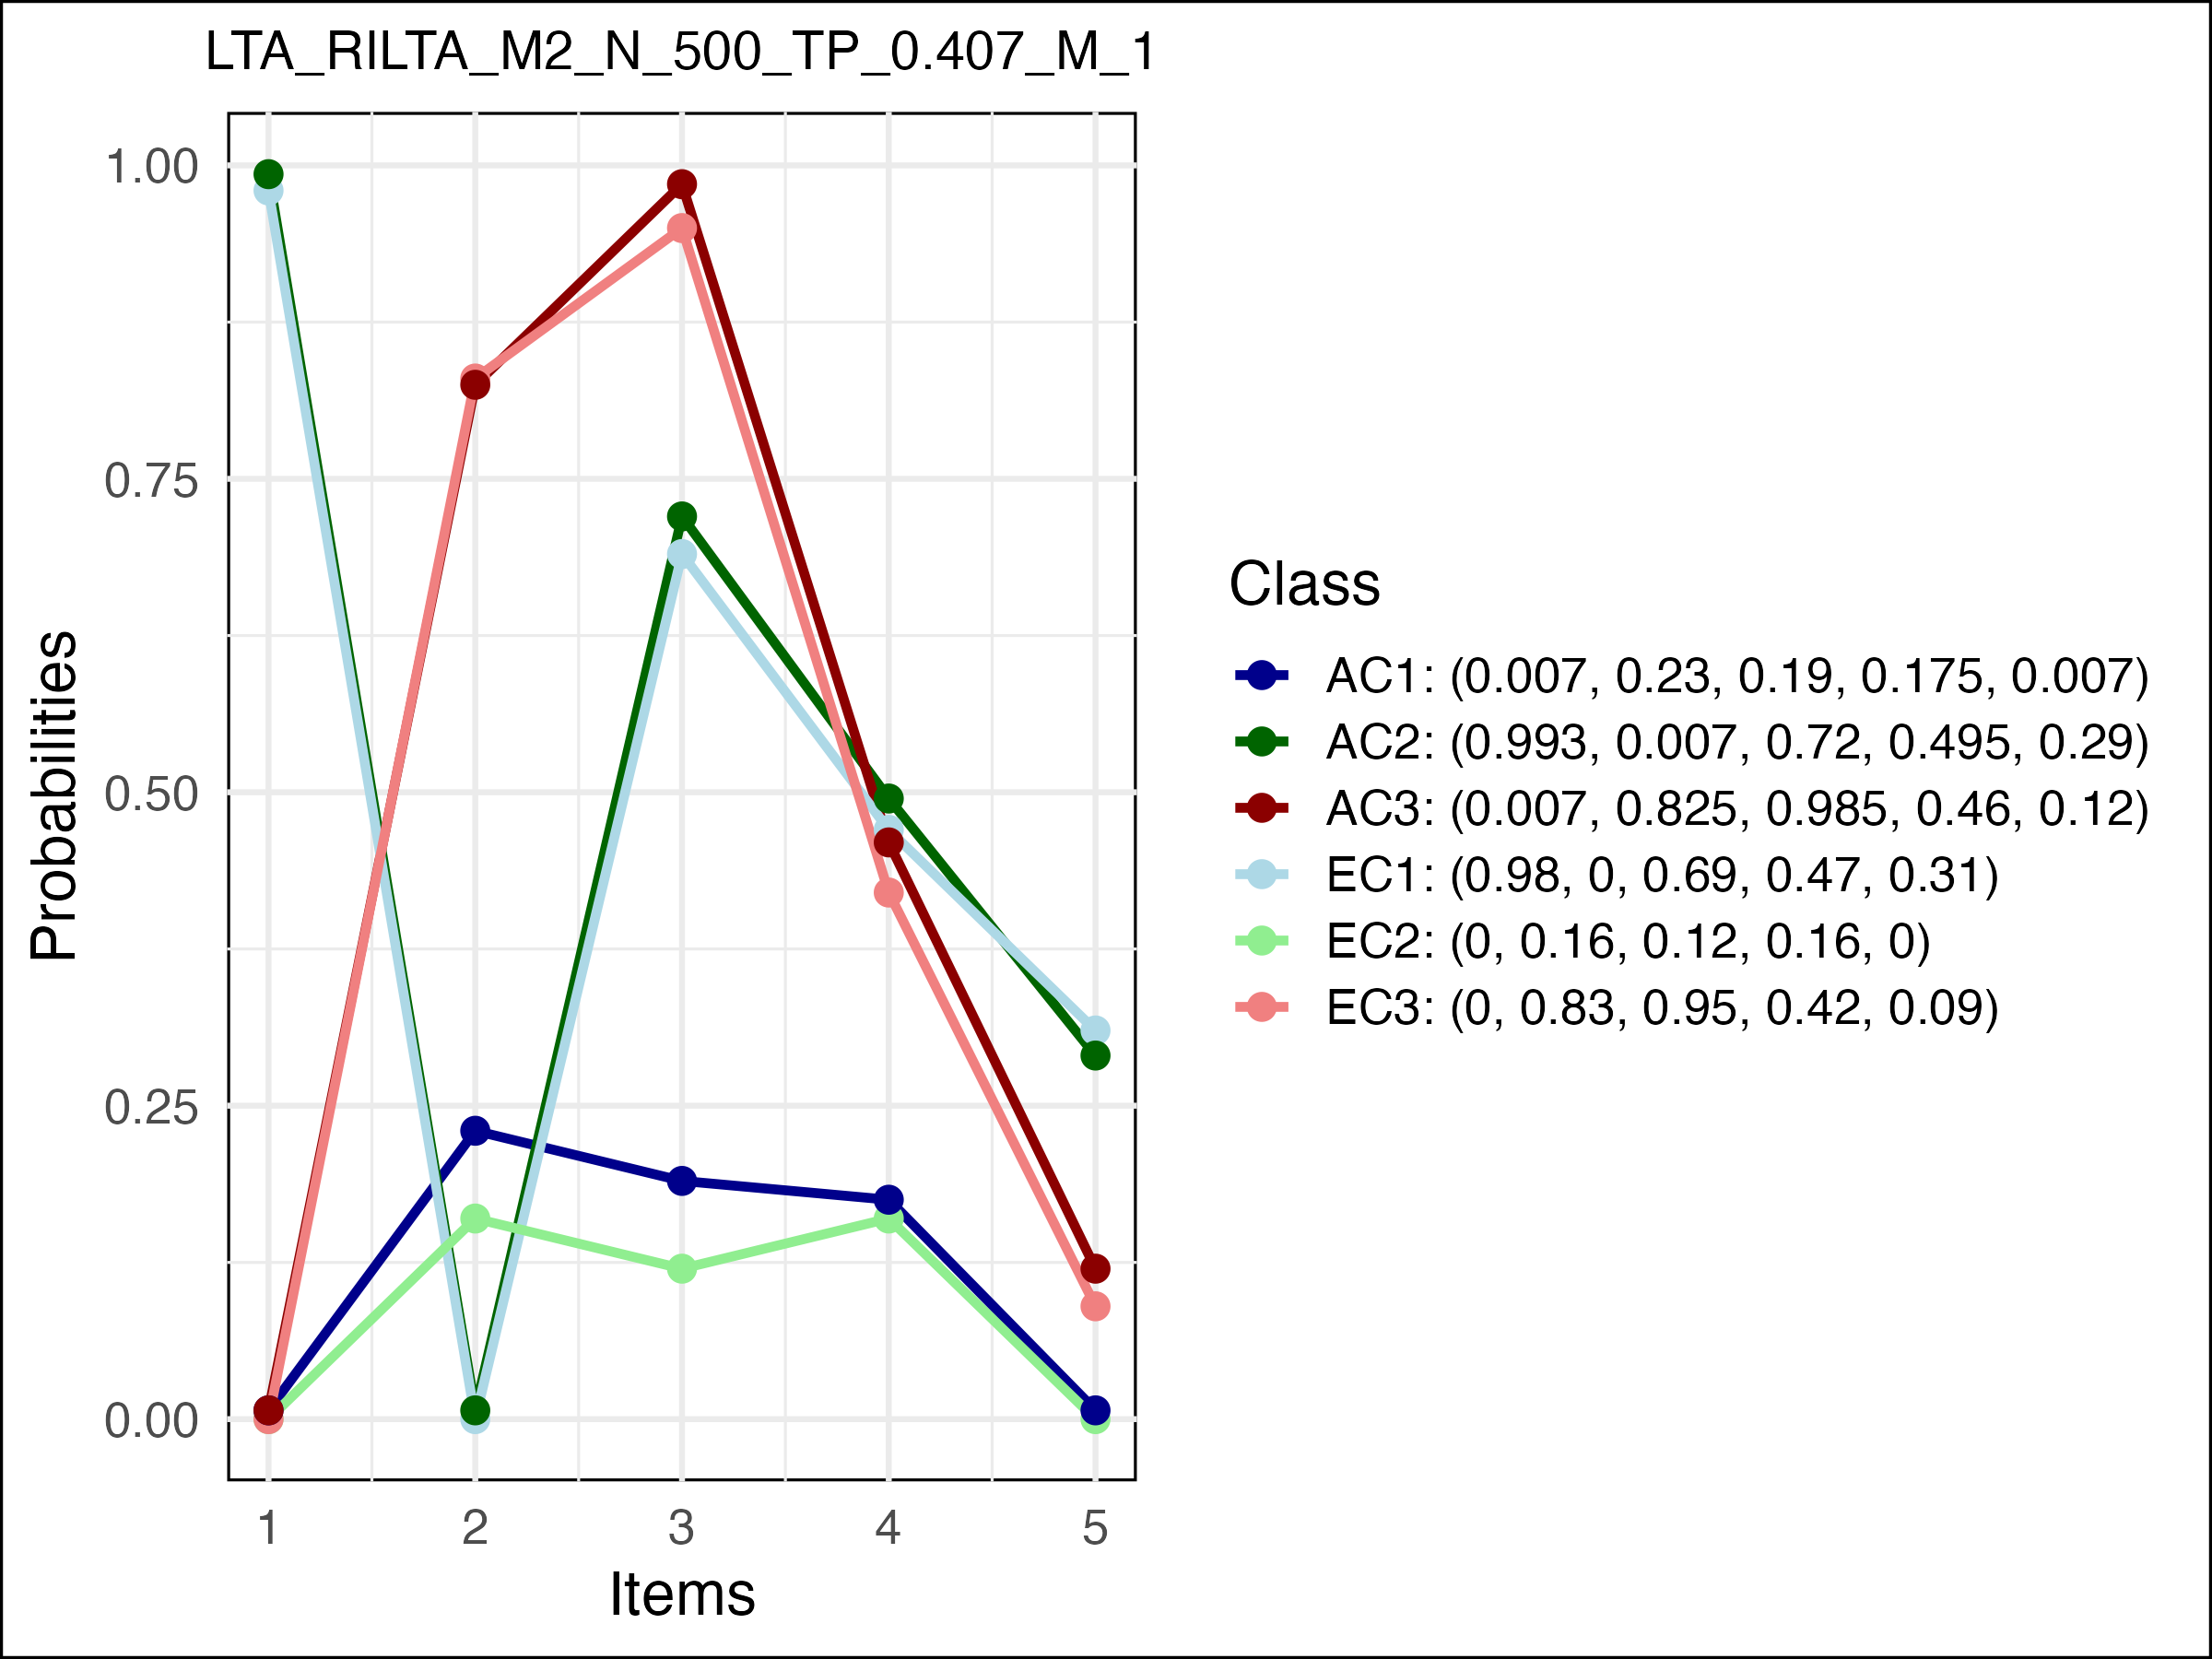 LTA_RILTA_M2_N_500_TP_0.407_M_1
Probabilities
1.00
0.75
0.50
0.25
0.00
1 2 3 4 5
Items
Class
AC1: (0.007, 0.23, 0.19, 0.175, 0.007)
AC2: (0.993, 0.007, 0.72, 0.495, 0.29)
AC3: (0.007, 0.825, 0.985, 0.46, 0.12)
EC1: (0.98, 0, 0.69, 0.47, 0.31)
EC2: (0, 0.16, 0.12, 0.16, 0)
EC3: (0, 0.83, 0.95, 0.42, 0.09)